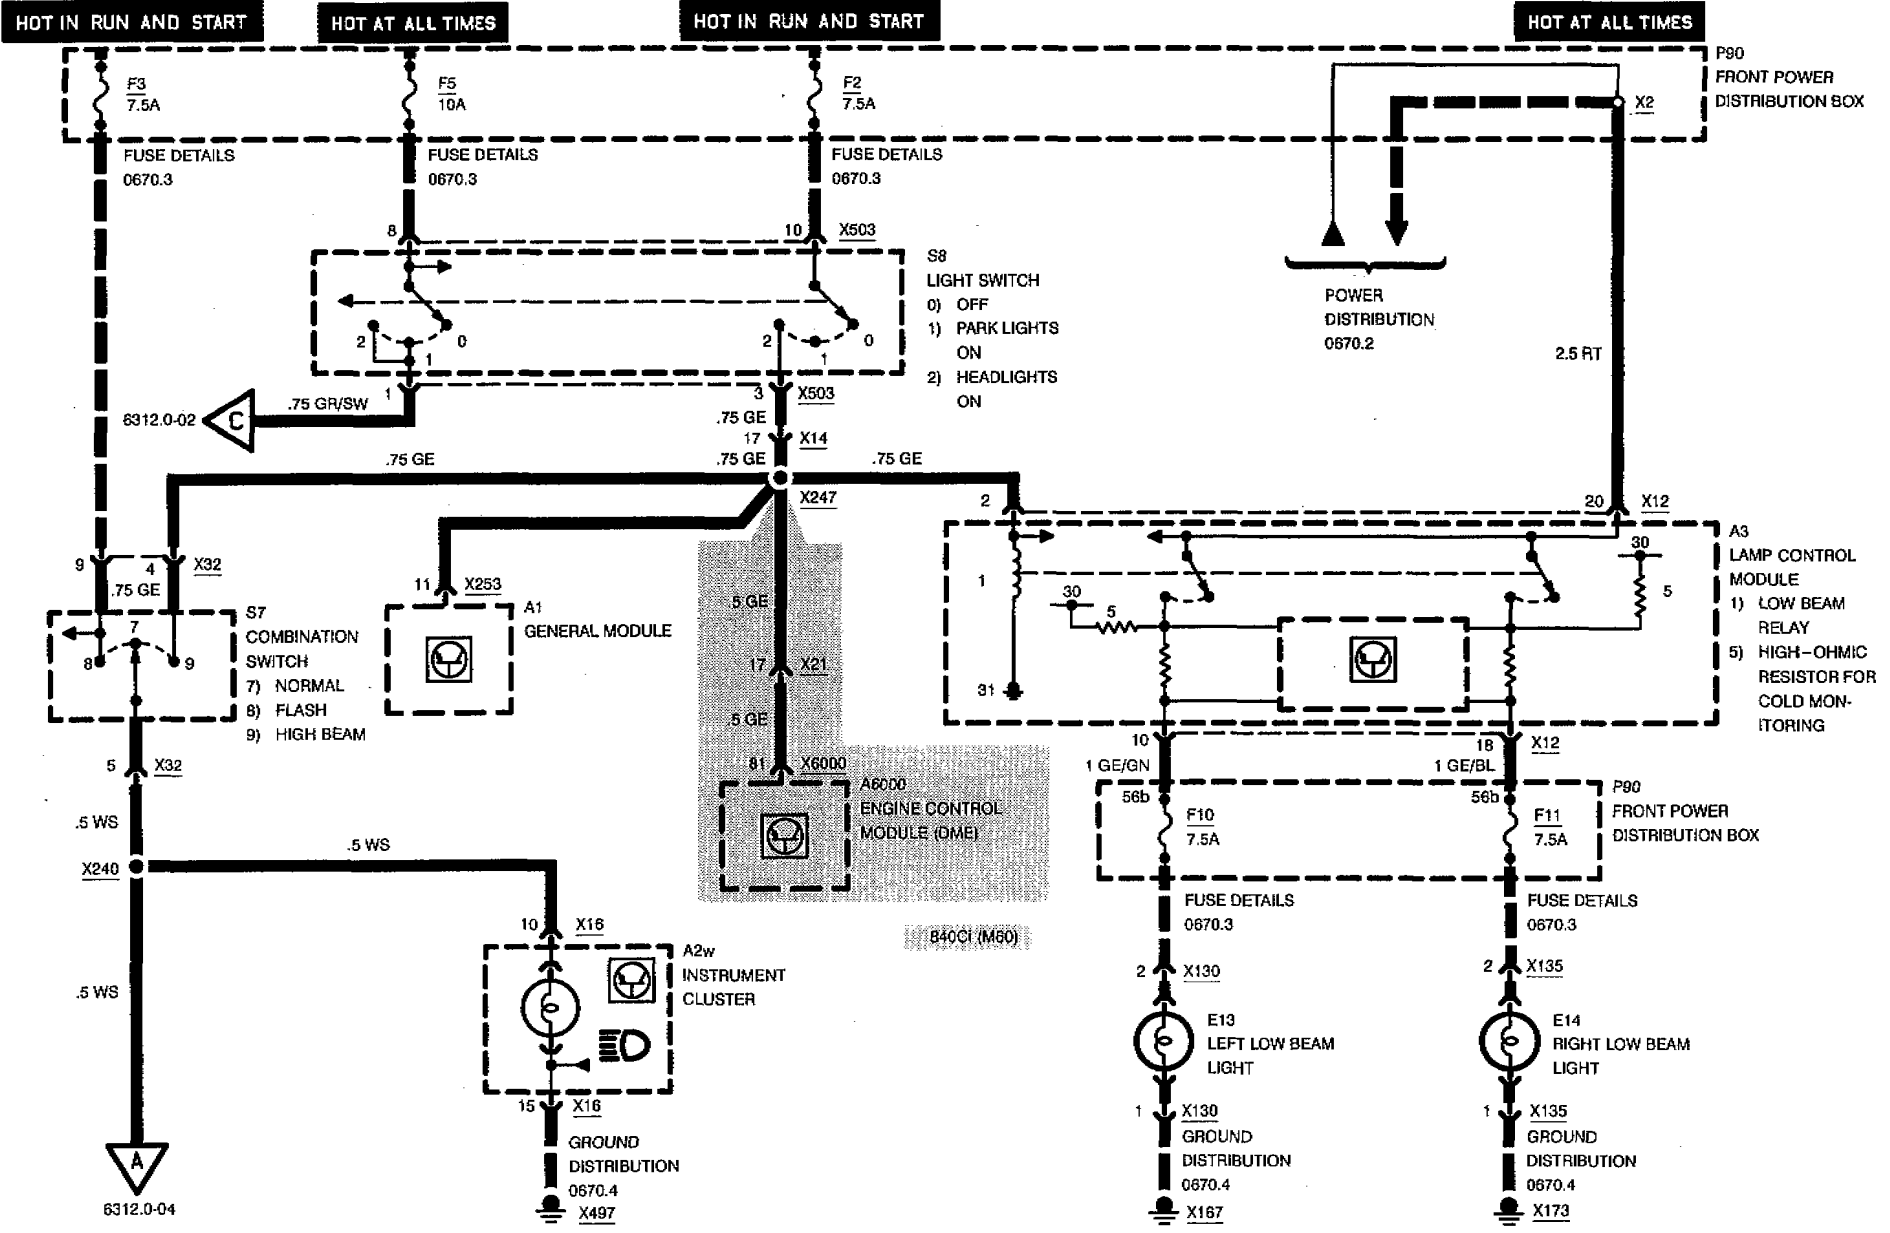 HOT IN RUN AND START
HOT AT ALL TIMES
HOT IN RUN AND START
HOT AT ALL TIMES
F3
7.5A
F5
10A
F2
7.5A
X2
P90
FRONT POWER
DISTRIBUTION BOX
FUSE DETAILS
0670.3
FUSE DETAILS
0670.3
FUSE DETAILS
0670.3
8
10
X503
S8
LIGHT SWITCH
0) OFF
1) PARK LIGHTS
ON
2) HEADLIGHTS
ON
2
1
0
2
1
0
POWER
DISTRIBUTION
0670.2
2.5 RT
1
3
X503
6312.0-02
C
.75 GR/SW
.75 GE
17
X14
.75 GE
.75 GE
.75 GE
X247
2
20
X12
9
4
X32
.75 GE
S7
COMBINATION
SWITCH
7) NORMAL
8) FLASH
9) HIGH BEAM
7
8
9
11
X253
A1
GENERAL MODULE
.5 GE
17
X21
.5 GE
81
X6000
A6000
ENGINE CONTROL
MODULE (DME)
840Ci (M60)
A3
LAMP CONTROL
MODULE
1) LOW BEAM
RELAY
5) HIGH-OHMIC
RESISTOR FOR
COLD MON-
ITORING
1
30
5
30
5
31
10
18
X12
1 GE/GN
1 GE/BL
56b
F10
7.5A
56b
F11
7.5A
P90
FRONT POWER
DISTRIBUTION BOX
FUSE DETAILS
0670.3
FUSE DETAILS
0670.3
5
X32
.5 WS
X240
.5 WS
.5 WS
10
X16
A2w
INSTRUMENT
CLUSTER
15
X16
GROUND
DISTRIBUTION
0670.4
X497
A
6312.0-04
2
X130
E13
LEFT LOW BEAM
LIGHT
1
X130
GROUND
DISTRIBUTION
0670.4
X167
2
X135
E14
RIGHT LOW BEAM
LIGHT
1
X135
GROUND
DISTRIBUTION
0670.4
X173